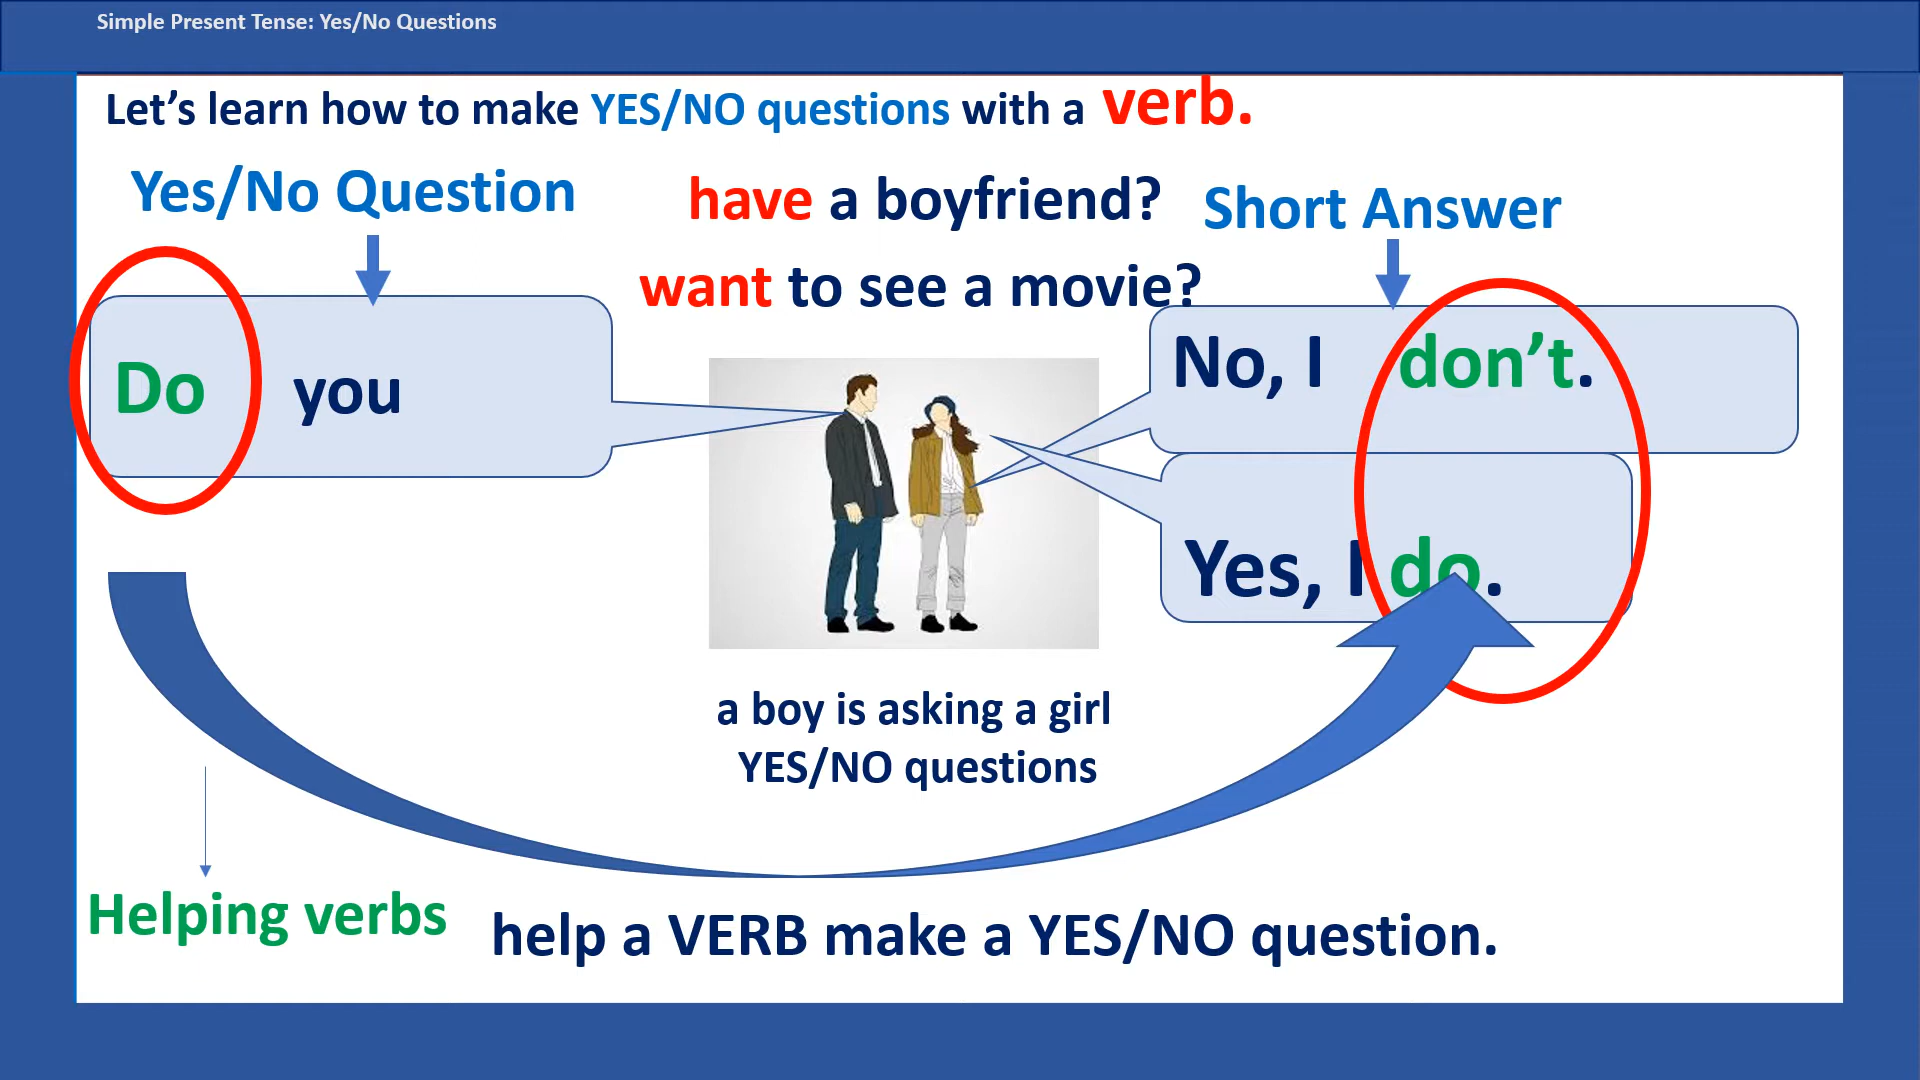 Simple Present Tense: Yes/No Questions
Let’s learn how to make YES/NO questions with a verb.
Yes/No Question
have a boyfriend?
want to see a movie?
Short Answer
Do you
No, I don’t.
Yes, I do.
a boy is asking a girl
YES/NO questions
Helping verbs
help a VERB make a YES/NO question.